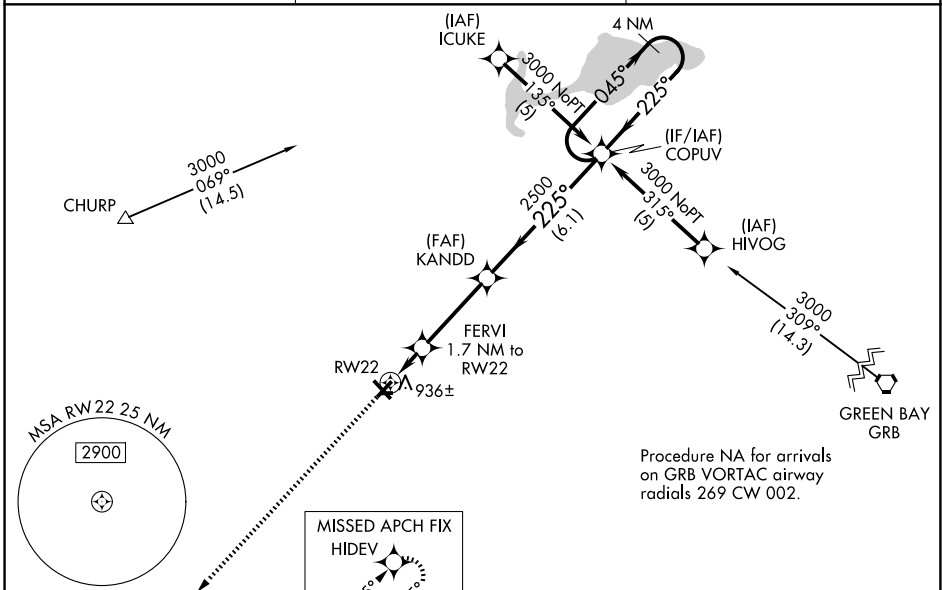 (IAF)
ICUKE
4 NM
3000 NoPT
135°
(5)
045°
225°
(IF/IAF)
COPUV
3000
069°
(14.5)
CHURP
2500
225°
(6.1)
3000 NoPT
315°
(5)
(IAF)
HIVOG
(FAF)
KANDD
3000
309°
(14.3)
FERVI
1.7 NM to
RW22
RW22
936±
GREEN BAY
GRB
MSA RW22 25 NM
2900
Procedure NA for arrivals
on GRB VORTAC airway
radials 269 CW 002.
MISSED APCH FIX
HIDEV